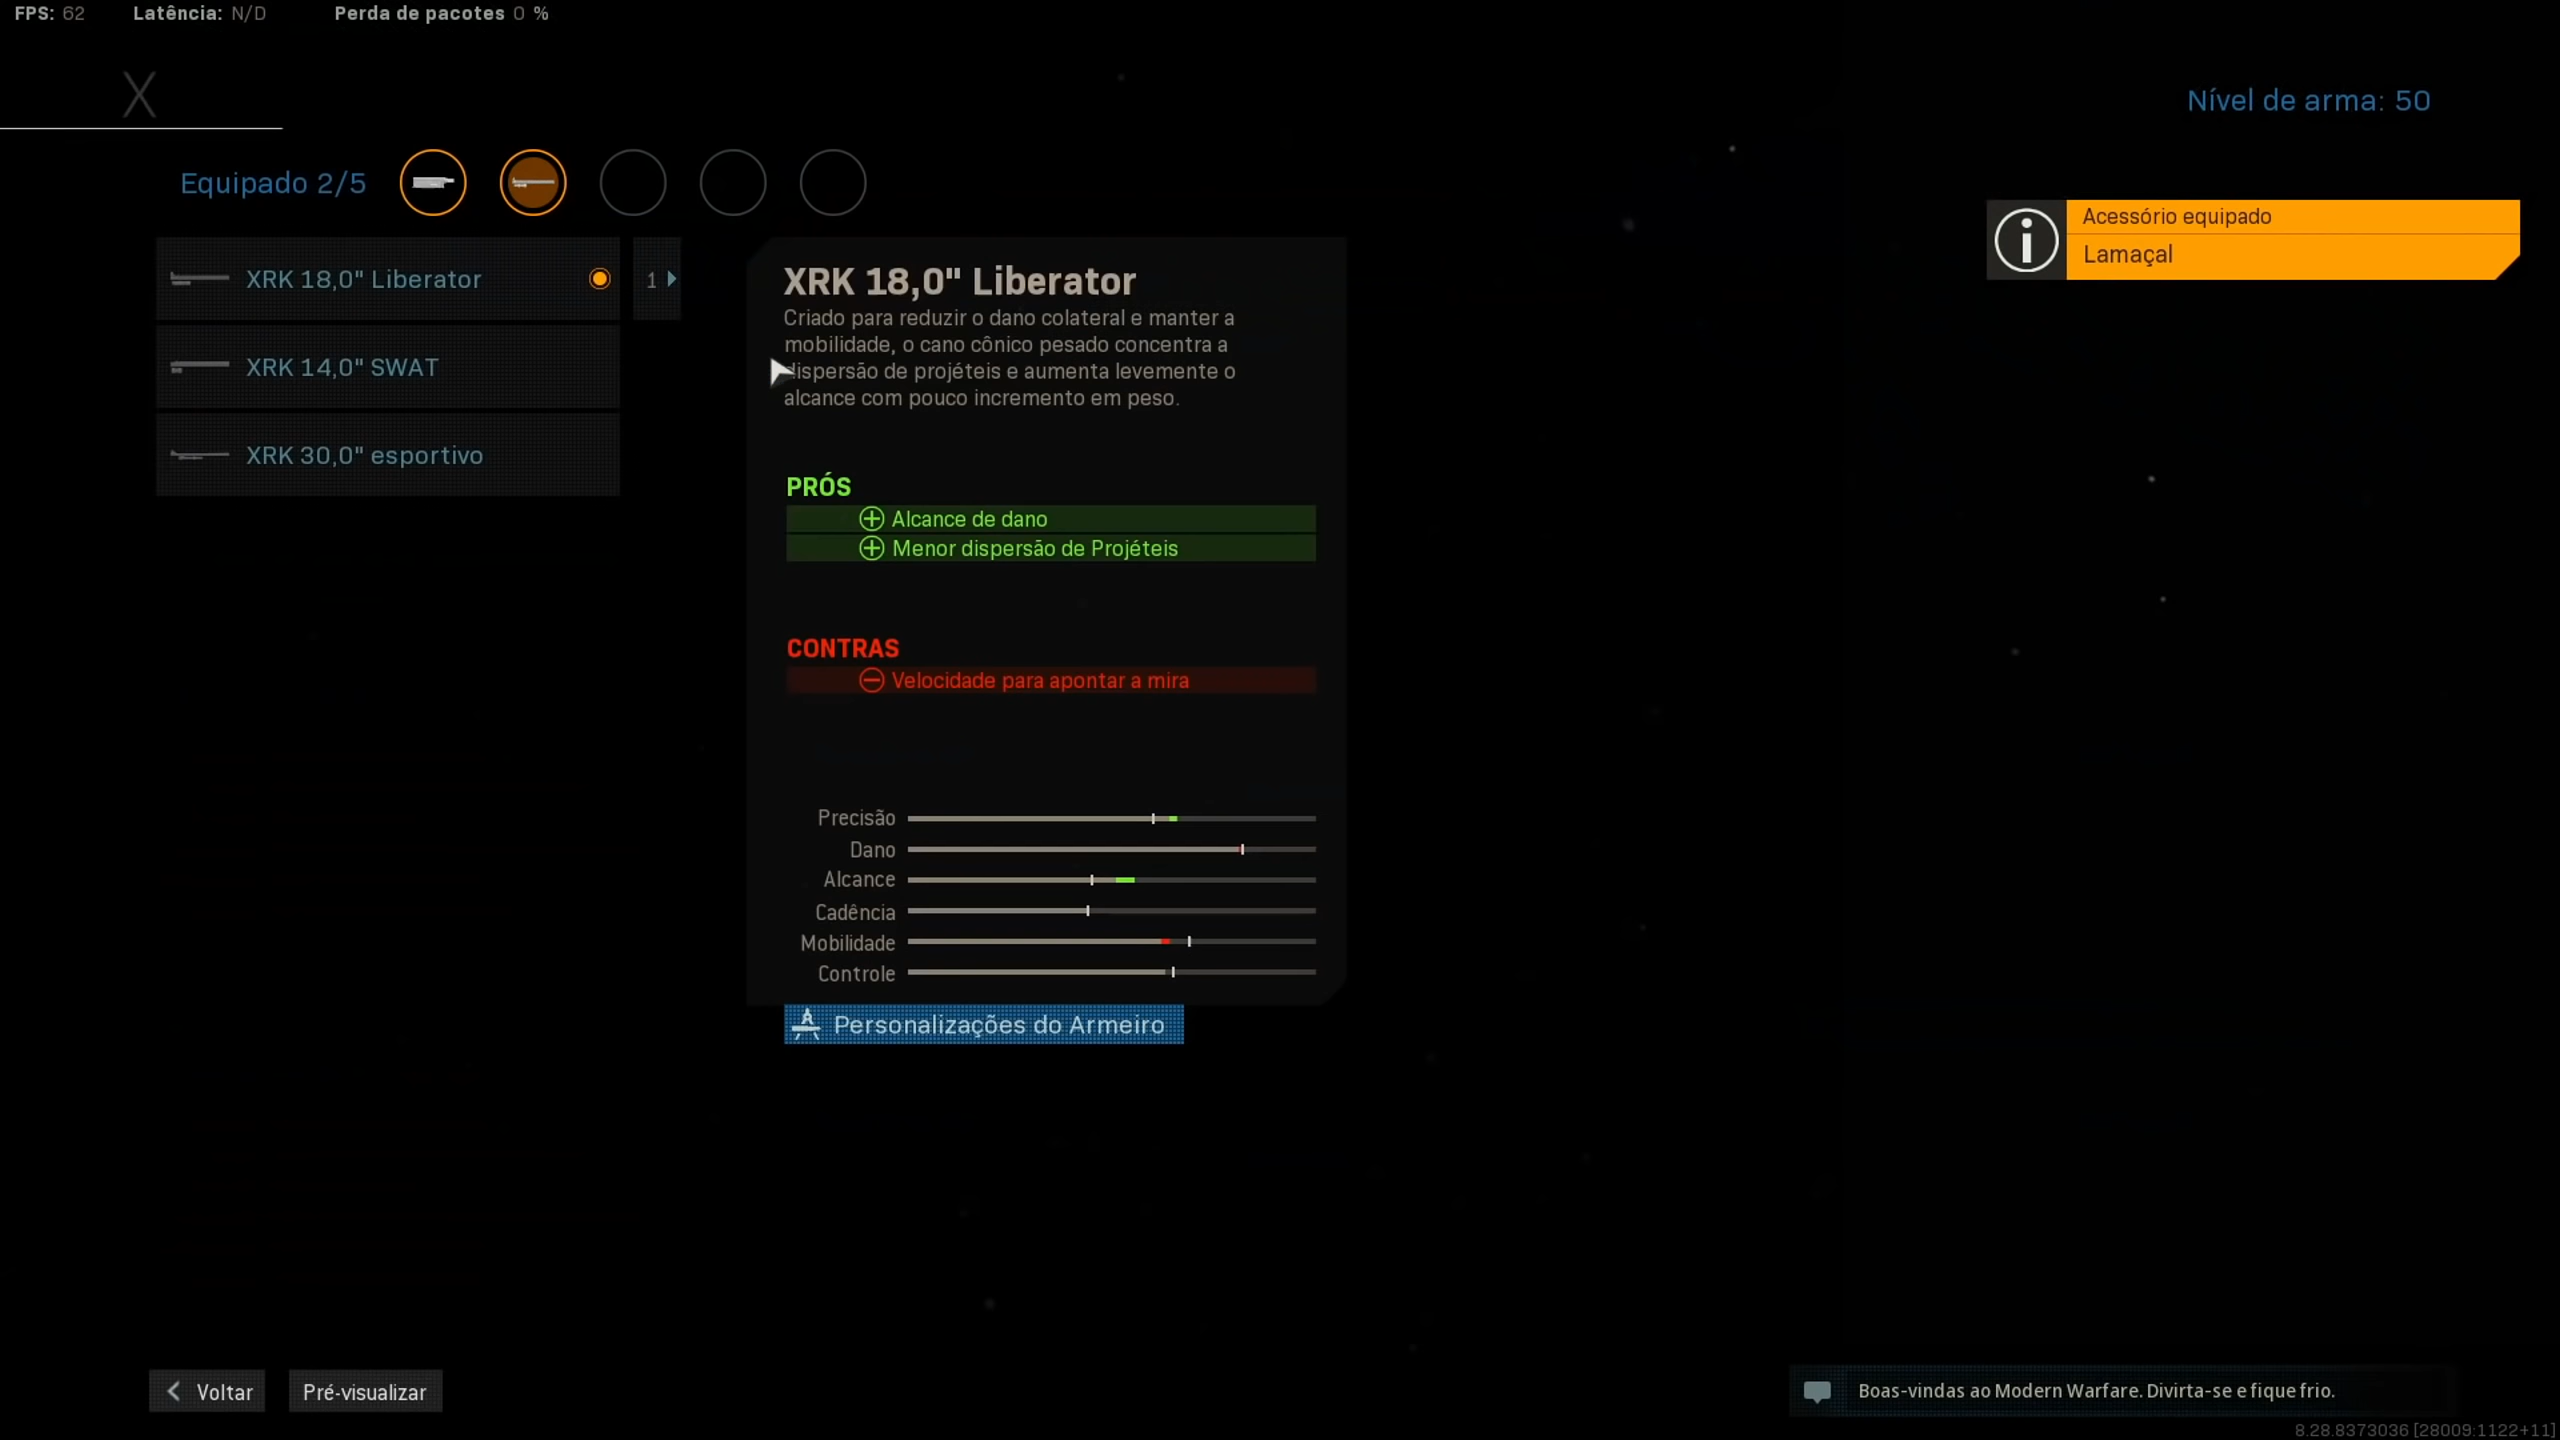 FPS: 62 Latência: N/D Perda de pacotes 0 %
X
Nível de arma: 50
Equipado 2/5
Acessório equipado
Lamaçal
XRK 18,0" Liberator
1
XRK 14,0" SWAT
XRK 30,0" esportivo
XRK 18,0" Liberator
Criado para reduzir o dano colateral e manter a
mobilidade, o cano cônico pesado concentra a
dispersão de projéteis e aumenta levemente o
alcance com pouco incremento em peso.
PRÓS
Alcance de dano
Menor dispersão de Projéteis
CONTRAS
Velocidade para apontar a mira
Precisão
Dano
Alcance
Cadência
Mobilidade
Controle
Personalizações do Armeiro
Voltar
Pré-visualizar
Boas-vindas ao Modern Warfare. Divirta-se e fique frio.
8.28.8373036 [28009:1122+11]